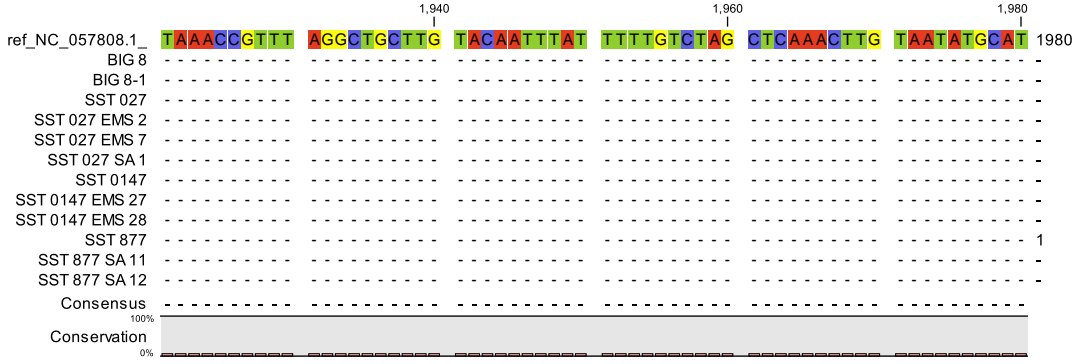 1,940 1,960 1,980
ref_NC_057808.1_ TAAACCGTTT AGGCTGCTTG TACAATTTAT TTTTGTCTAG CTCAAACTTG TAATATGCAT 1980
BIG 8 - - - - - - - - - - - - - - - - - - - - - - - - - - - - - - - - - - - - - - - - - - - - - - - - - - - - - - - - - - - - -
BIG 8-1 - - - - - - - - - - - - - - - - - - - - - - - - - - - - - - - - - - - - - - - - - - - - - - - - - - - - - - - - - - - - -
SST 027 - - - - - - - - - - - - - - - - - - - - - - - - - - - - - - - - - - - - - - - - - - - - - - - - - - - - - - - - - - - - -
SST 027 EMS 2 - - - - - - - - - - - - - - - - - - - - - - - - - - - - - - - - - - - - - - - - - - - - - - - - - - - - - - - - - - - - -
SST 027 EMS 7 - - - - - - - - - - - - - - - - - - - - - - - - - - - - - - - - - - - - - - - - - - - - - - - - - - - - - - - - - - - - -
SST 027 SA 1 - - - - - - - - - - - - - - - - - - - - - - - - - - - - - - - - - - - - - - - - - - - - - - - - - - - - - - - - - - - - -
SST 0147 - - - - - - - - - - - - - - - - - - - - - - - - - - - - - - - - - - - - - - - - - - - - - - - - - - - - - - - - - - - - -
SST 0147 EMS 27 - - - - - - - - - - - - - - - - - - - - - - - - - - - - - - - - - - - - - - - - - - - - - - - - - - - - - - - - - - - - -
SST 0147 EMS 28 - - - - - - - - - - - - - - - - - - - - - - - - - - - - - - - - - - - - - - - - - - - - - - - - - - - - - - - - - - - - -
SST 877 - - - - - - - - - - - - - - - - - - - - - - - - - - - - - - - - - - - - - - - - - - - - - - - - - - - - - - - - - - - - 1
SST 877 SA 11 - - - - - - - - - - - - - - - - - - - - - - - - - - - - - - - - - - - - - - - - - - - - - - - - - - - - - - - - - - - - -
SST 877 SA 12 - - - - - - - - - - - - - - - - - - - - - - - - - - - - - - - - - - - - - - - - - - - - - - - - - - - - - - - - - - - - -
Consensus - - - - - - - - - - - - - - - - - - - - - - - - - - - - - - - - - - - - - - - - - - - - - - - - - - - - - - - - - - - -
100%
Conservation
0%